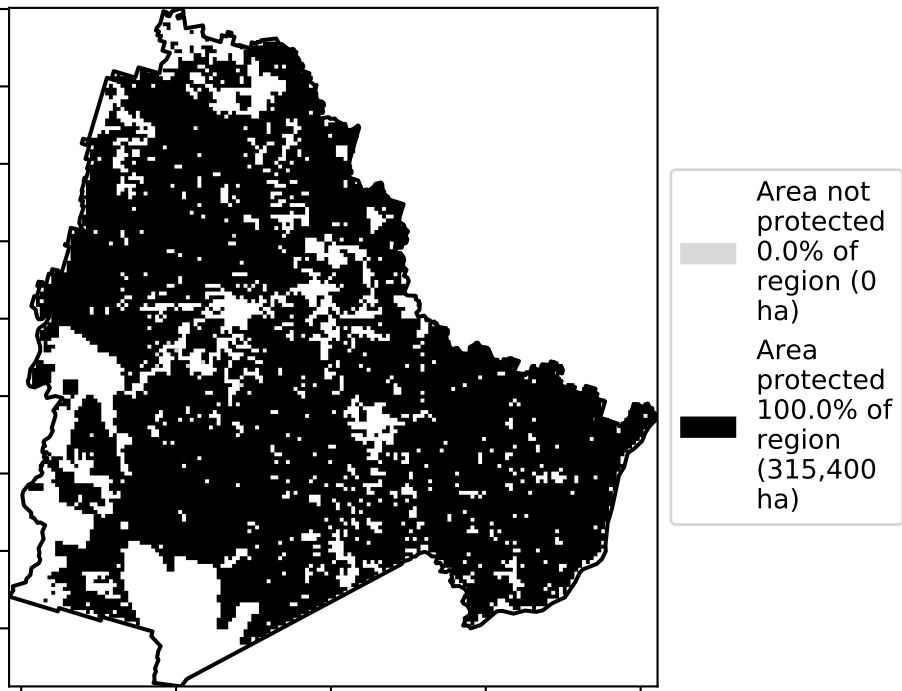 Area not
protected
0.0% of
region (0
ha)
Area
protected
100.0% of
region
(315,400
ha)